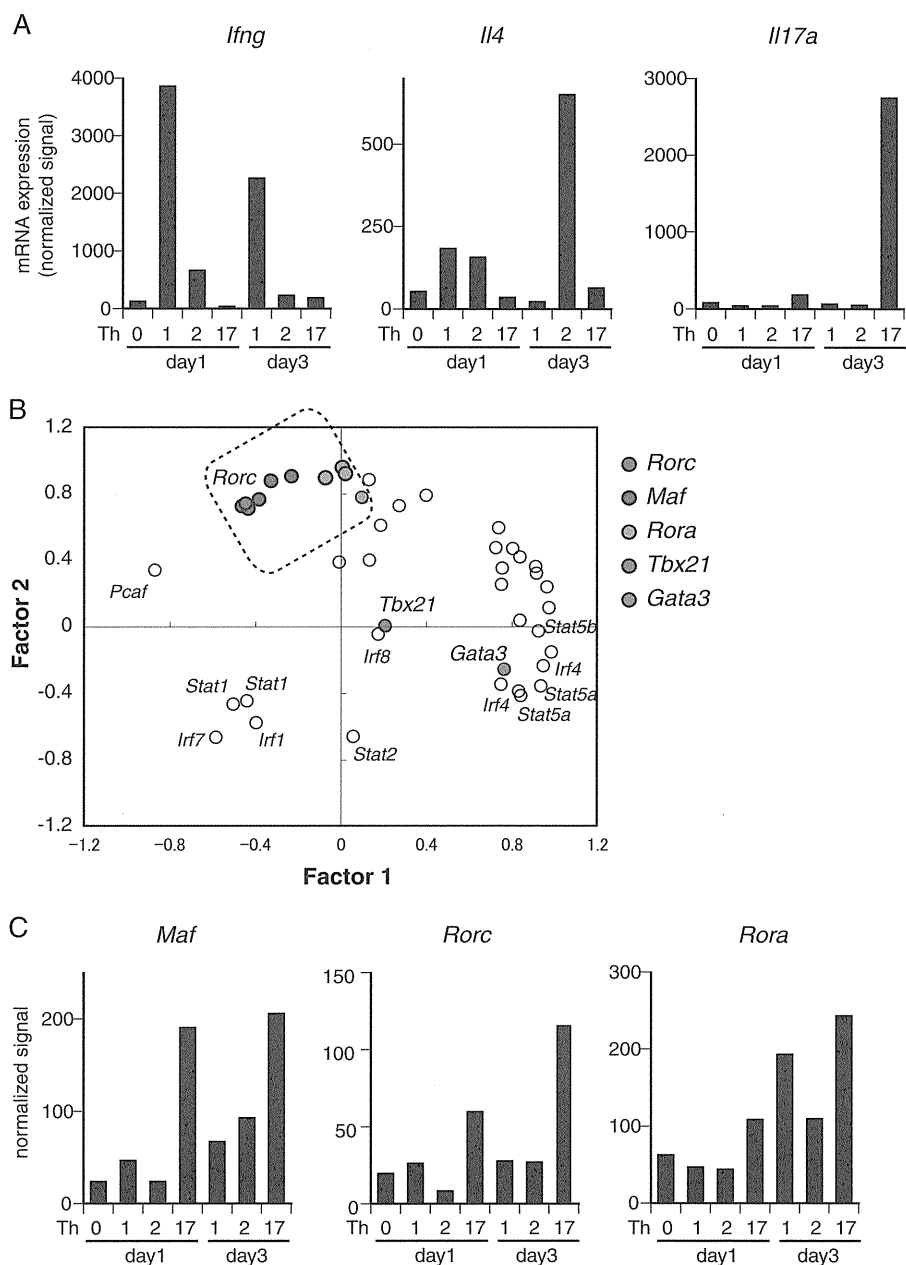 A
Ifng
Il4
Il17a
mRNA expression
(normalized signal)
4000
3000
2000
1000
0
500
250
0
3000
2000
1000
0
Th 0 1 2 17 1 2 17
day1 day3
Th 0 1 2 17 1 2 17
day1 day3
Th 0 1 2 17 1 2 17
day1 day3
B
Factor 2
1.2
0.8
0.4
0
-0.4
-0.8
-1.2
Rorc
Pcaf
Tbx21
Irf8
Stat5b
Gata3
Irf4
Irf4
Stat5a
Stat5a
Stat1
Stat1
Irf7
Irf1
Stat2
Rorc
Maf
Rora
Tbx21
Gata3
−1.2 −0.8 −0.4 0 0.4 0.8 1.2
Factor 1
C
Maf
Rorc
Rora
normalized signal
200
100
0
150
100
50
0
300
200
100
0
Th 0 1 2 17 1 2 17
day1 day3
Th 0 1 2 17 1 2 17
day1 day3
Th 0 1 2 17 1 2 17
day1 day3